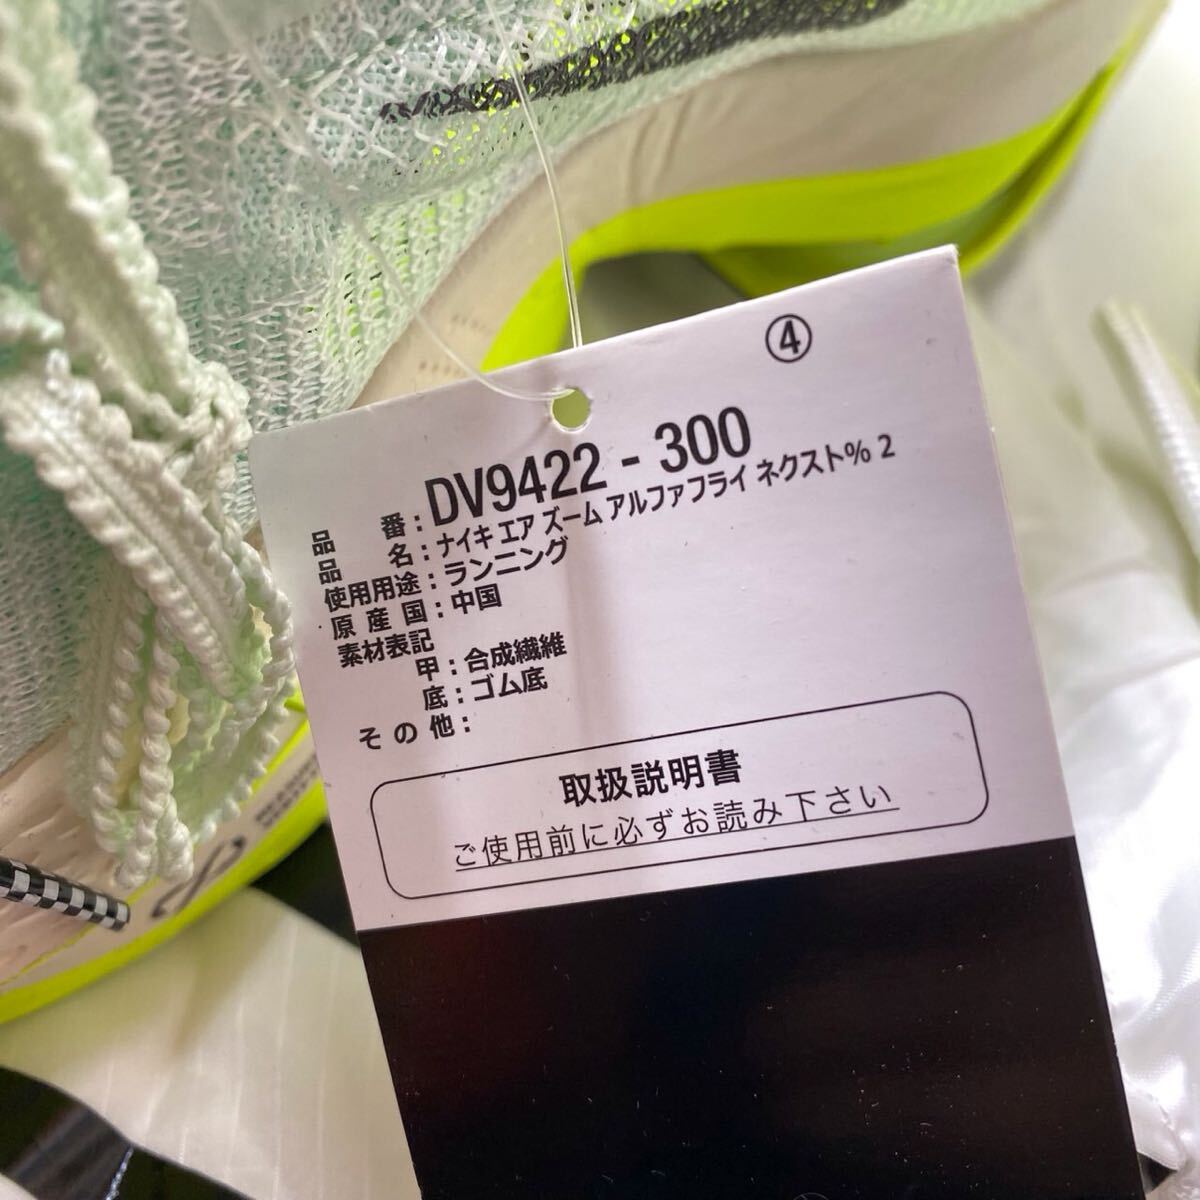 ④
品番：DV9422 - 300
品名：ナイキ エア ズーム アルファフライ ネクスト% 2
使用用途：ランニング
原産国：中国
素材表記
甲：合成繊維
底：ゴム底
その他：
取扱説明書
ご使用前に必ずお読み下さい